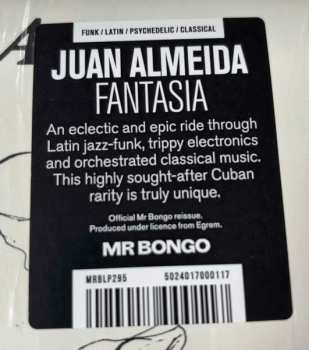 A
FUNK / LATIN / PSYCHEDELIC / CLASSICAL
JUAN ALMEIDA
FANTASIA
An eclectic and epic ride through
Latin jazz-funk, trippy electronics
and orchestrated classical music.
This highly sought-after Cuban
rarity is truly unique.
Official Mr Bongo reissue.
Produced under licence from Egrem.
MR BONGO
MRBLP295 5024017000117